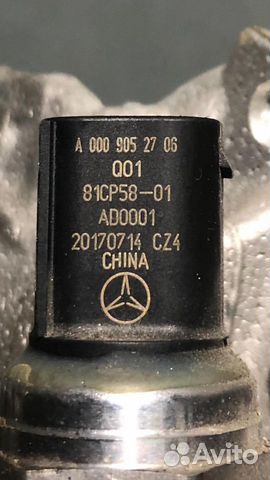 A 000 905 27 06
Q01
81CP58-01
AD0001
20170714 CZ4
CHINA
Avito